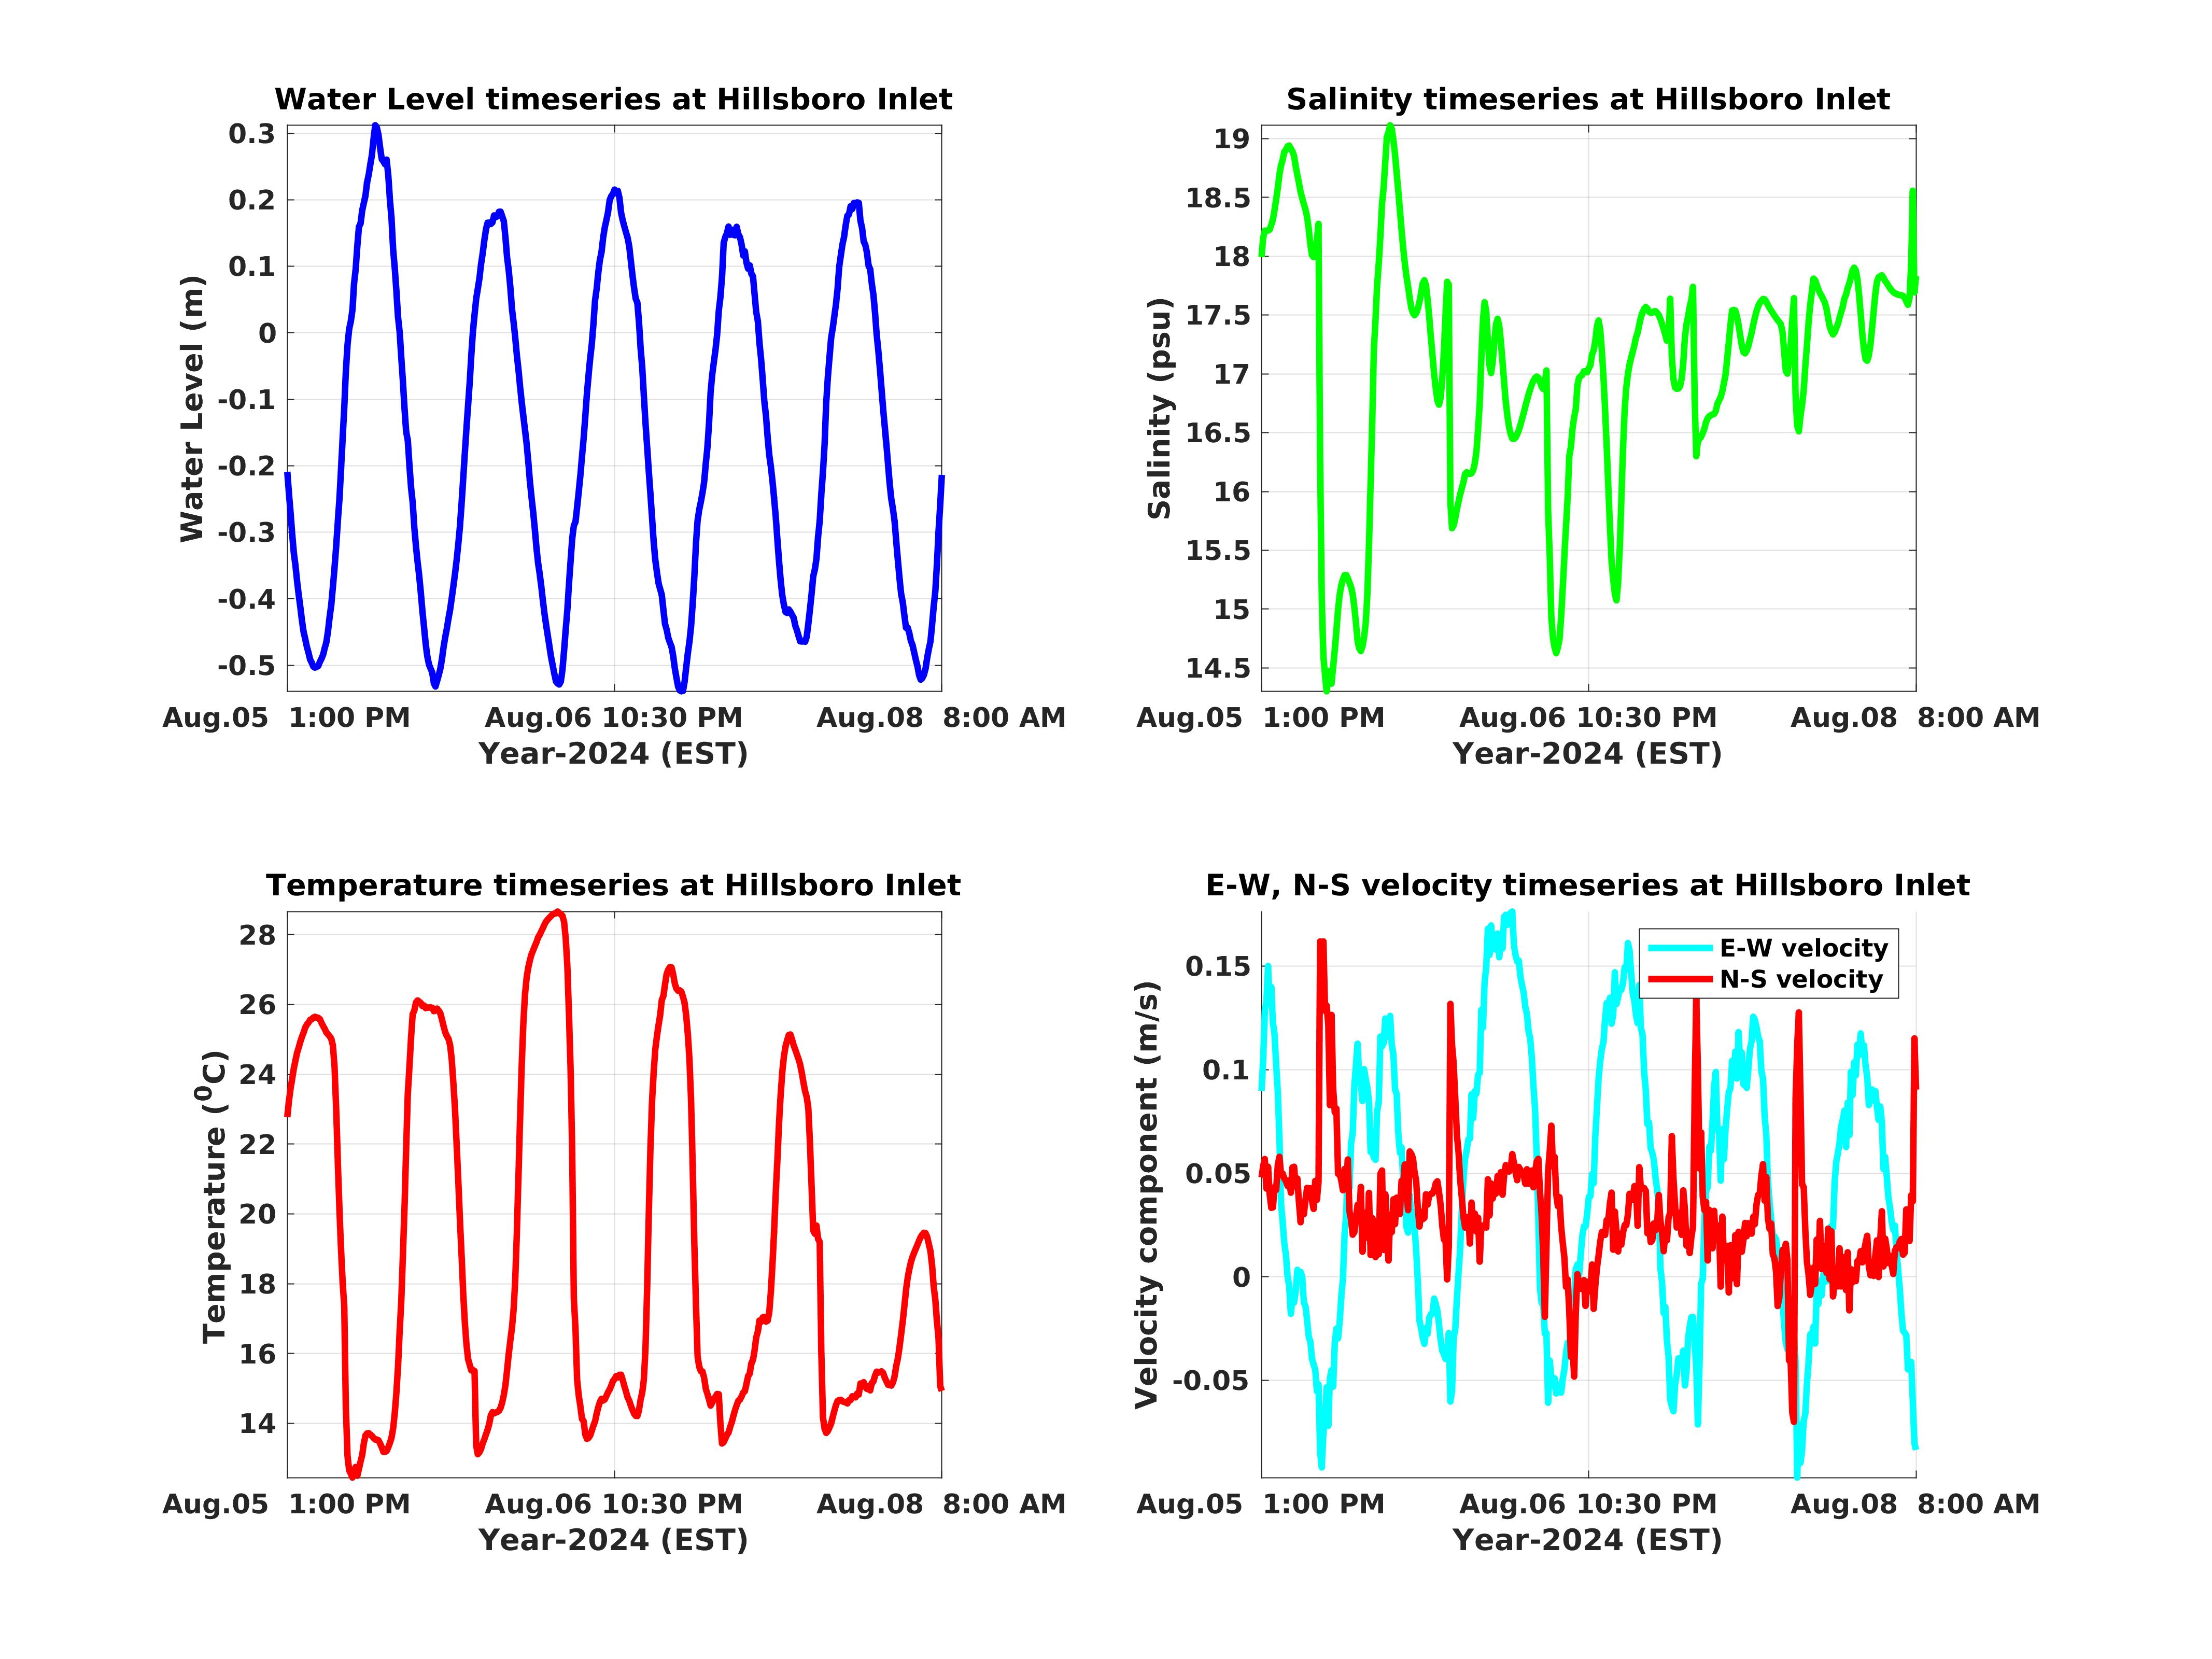 Water Level timeseries at Hillsboro Inlet
0.3
0.2
0.1
0
-0.1
-0.2
-0.3
-0.4
-0.5
Water Level (m)
Aug.05 1:00 PM Aug.06 10:30 PM Aug.08 8:00 AM
Year-2024 (EST)
Salinity timeseries at Hillsboro Inlet
19
18.5
18
17.5
17
16.5
16
15.5
15
14.5
Salinity (psu)
Aug.05 1:00 PM Aug.06 10:30 PM Aug.08 8:00 AM
Year-2024 (EST)
Temperature timeseries at Hillsboro Inlet
28
26
24
22
20
18
16
14
Temperature (⁰C)
Aug.05 1:00 PM Aug.06 10:30 PM Aug.08 8:00 AM
Year-2024 (EST)
E-W, N-S velocity timeseries at Hillsboro Inlet
E-W velocity
N-S velocity
0.15
0.1
0.05
0
-0.05
Velocity component (m/s)
Aug.05 1:00 PM Aug.06 10:30 PM Aug.08 8:00 AM
Year-2024 (EST)